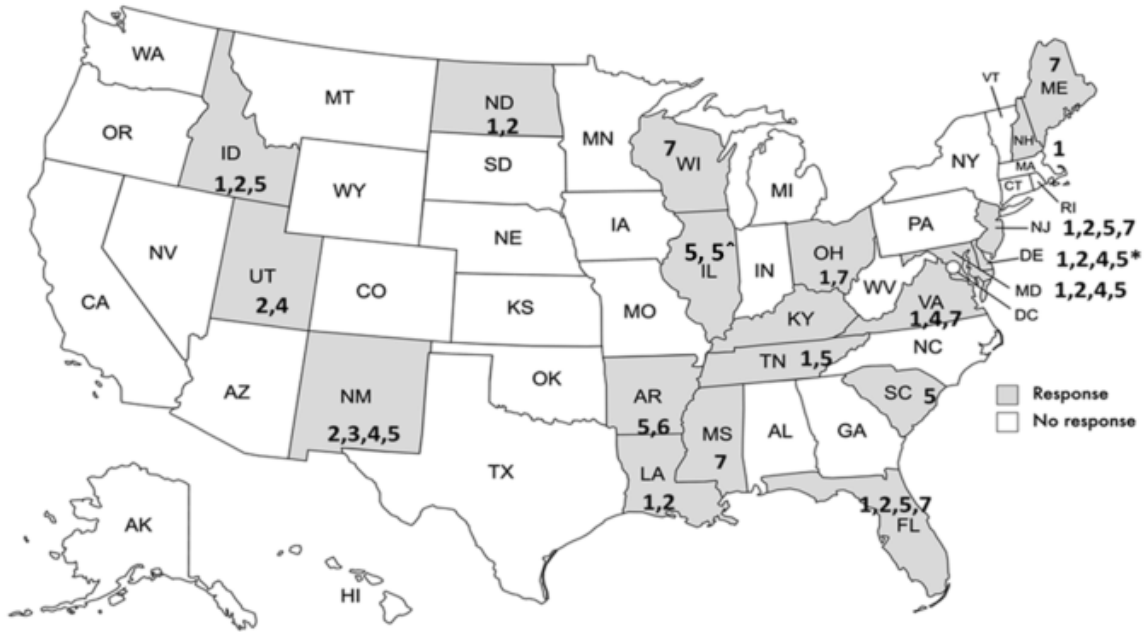 WA
MT
ND
1,2
MN
VT
7
ME
OR
ID
1,2,5
SD
7
WI
NH
1
NY
MA
MI
CT
RI
WY
IA
PA
NJ 1,2,5,7
NE
NV
UT
2,4
5, 5^
IL
IN
OH
1,7
DE 1,2,4,5*
CO
WV
MD 1,2,4,5
CA
KS
MO
VA
1,4,7
DC
KY
NC
TN 1,5
AZ
NM
2,3,4,5
OK
AR
5,6
SC 5
Response
No response
MS
7
AL
GA
TX
LA
1,2
1,2,5,7
FL
AK
HI